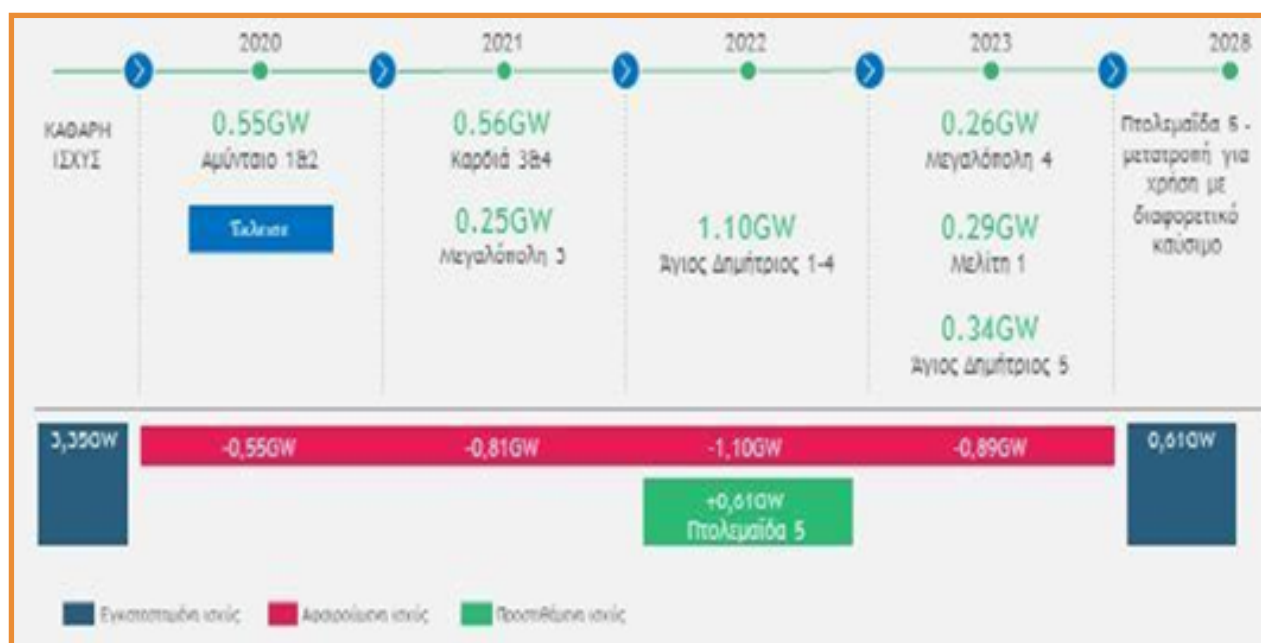 2020
2021
2022
2023
2028
ΚΑΘΑΡΗ
ΙΣΧΥΣ
0.55GW
Αμύνταιο 1&2
Έκλεισε
0.56GW
Καρδιά 3&4
0.25GW
Μεγαλόπολη 3
1.10GW
Άγιος Δημήτριος 1-4
0.26GW
Μεγαλόπολη 4
0.29GW
Μελίτη 1
0.34GW
Άγιος Δημήτριος 5
Πτολεμαΐδα 5 -
μετατροπή για
χρήση με
διαφορετικό
καύσιμο
3,35GW
-0,55GW
-0,81GW
-1,10GW
-0,89GW
0,61GW
+0,61GW
Πτολεμαΐδα 5
Εγκατεστημένη ισχύς
Αφαιρούμενη ισχύς
Προστιθέμενη ισχύς